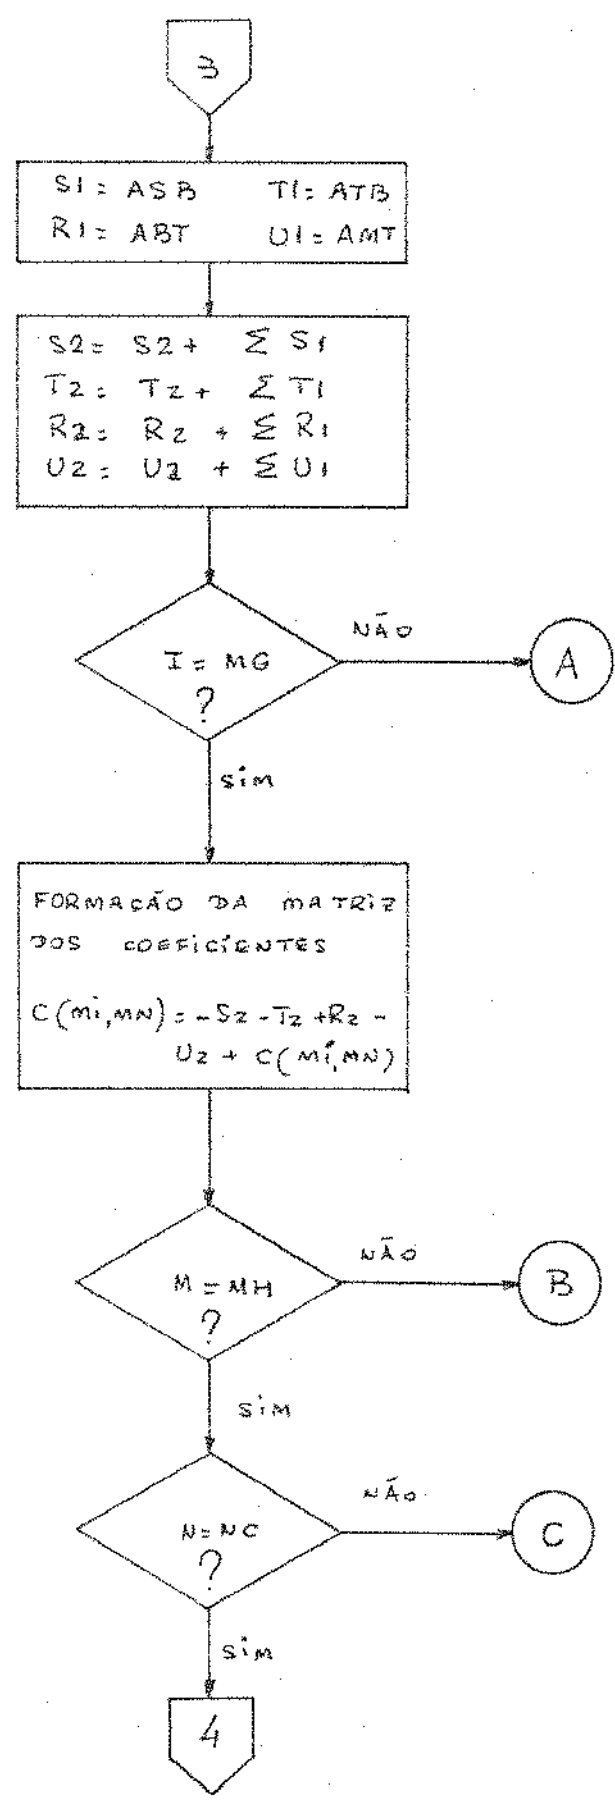 3
S1 = ASB T1 = ATB
R1 = ABT U1 = AMT
S2 = S2 + Σ S1
T2 = T2 + Σ T1
R2 = R2 + Σ R1
U2 = U2 + Σ U1
NÃO
I = MG
?
A
SiM
FORMAÇÃO DA MATRiZ
DOS COEFiCiENTES
C(Mi,MN) = -S2 -T2 +R2 -
U2 + C(Mi,MN)
NÃO
M = MH
?
B
SiM
NÃO
N = NC
?
C
SiM
4